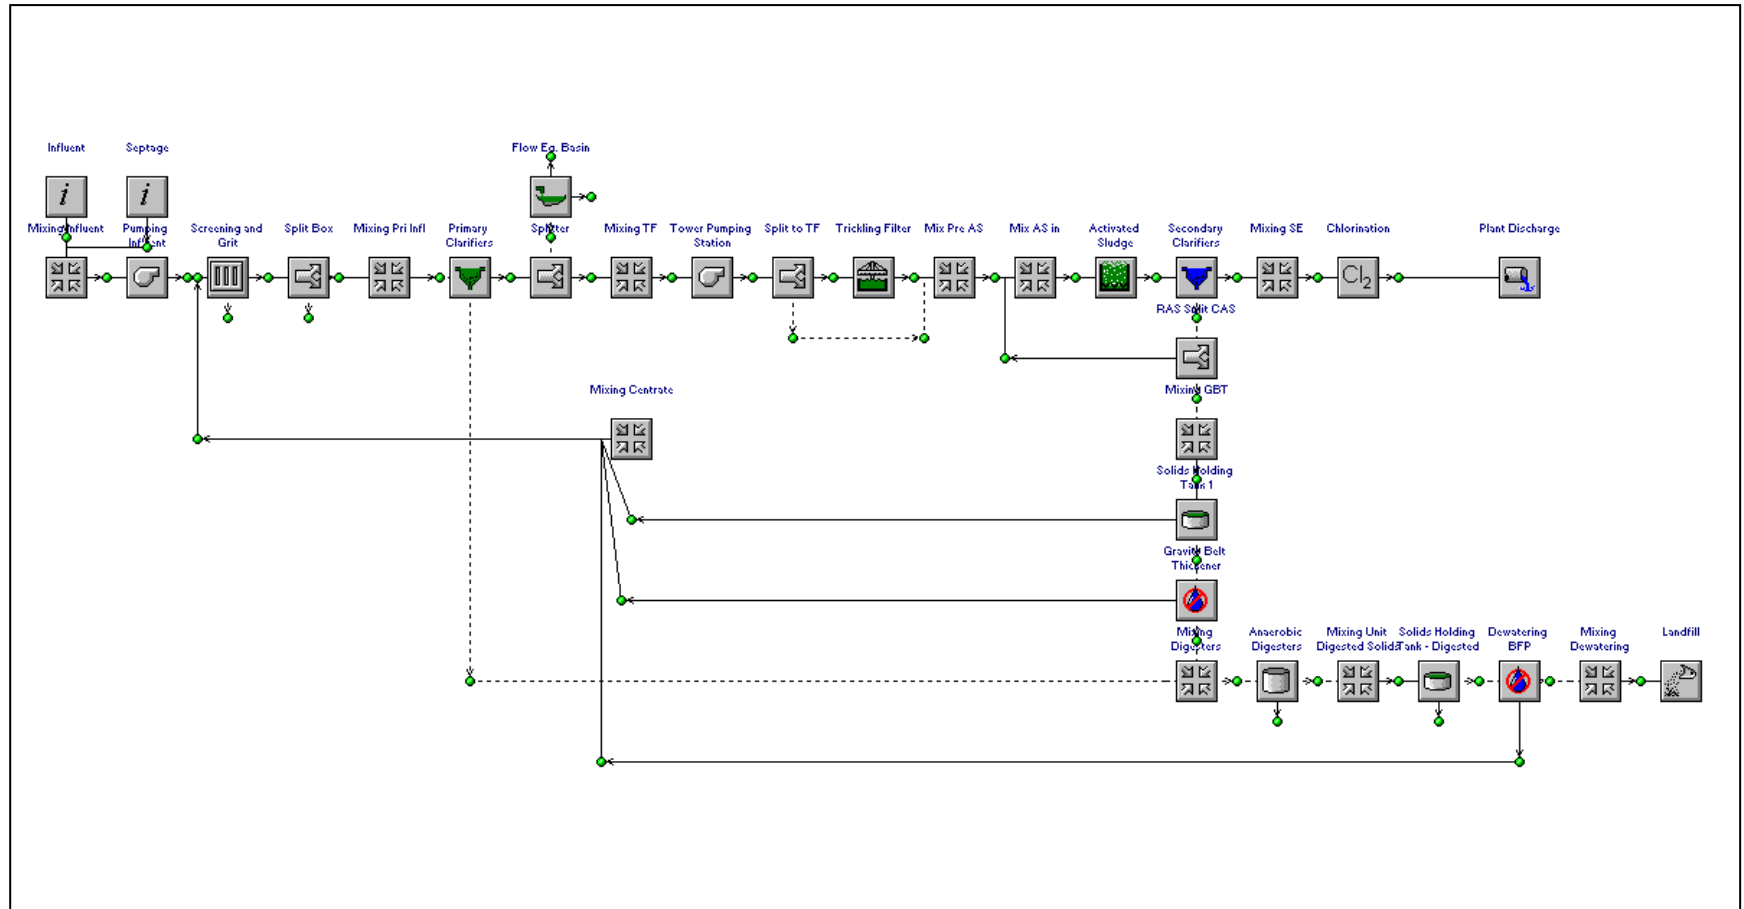 Influent
Septage
Flow Eq. Basin
Mixing Influent
Pumping
Influent
Screening and
Grit
Split Box
Mixing Pri Infl
Primary
Clarifiers
Splitter
Mixing TF
Tower Pumping
Station
Split to TF
Trickling Filter
Mix Pre AS
Mix AS in
Activated
Sludge
Secondary
Clarifiers
Mixing SE
Chlorination
Plant Discharge
i
i
Cl2
RAS Split CAS
Mixing Centrate
Mixing GBT
Solids Holding
Tank 1
Gravity Belt
Thickener
Mixing
Digesters
Anaerobic
Digesters
Mixing Unit
Digested Solids
Solids Holding
Tank - Digested
Dewatering
BFP
Mixing
Dewatering
Landfill